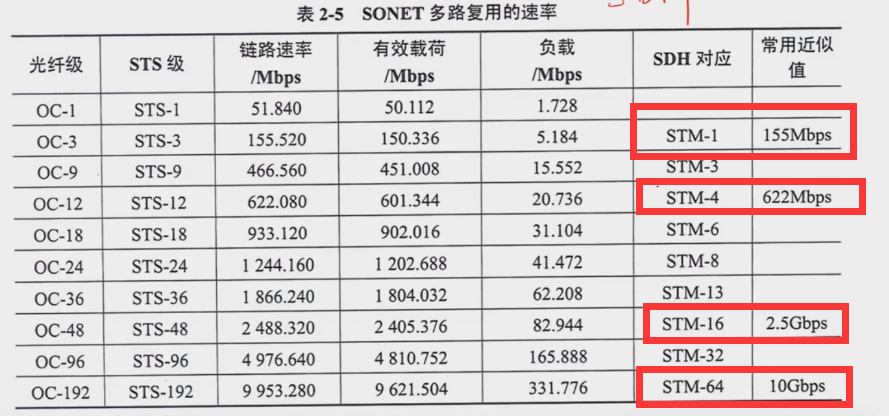 表 2-5 SONET 多路复用的速率
光纤级 STS 级 链路速率 /Mbps 有效载荷 /Mbps 负载 /Mbps SDH 对应 常用近似值
OC-1 STS-1 51.840 50.112 1.728
OC-3 STS-3 155.520 150.336 5.184 STM-1 155Mbps
OC-9 STS-9 466.560 451.008 15.552 STM-3
OC-12 STS-12 622.080 601.344 20.736 STM-4 622Mbps
OC-18 STS-18 933.120 902.016 31.104 STM-6
OC-24 STS-24 1 244.160 1 202.688 41.472 STM-8
OC-36 STS-36 1 866.240 1 804.032 62.208 STM-13
OC-48 STS-48 2 488.320 2 405.376 82.944 STM-16 2.5Gbps
OC-96 STS-96 4 976.640 4 810.752 165.888 STM-32
OC-192 STS-192 9 953.280 9 621.504 331.776 STM-64 10Gbps